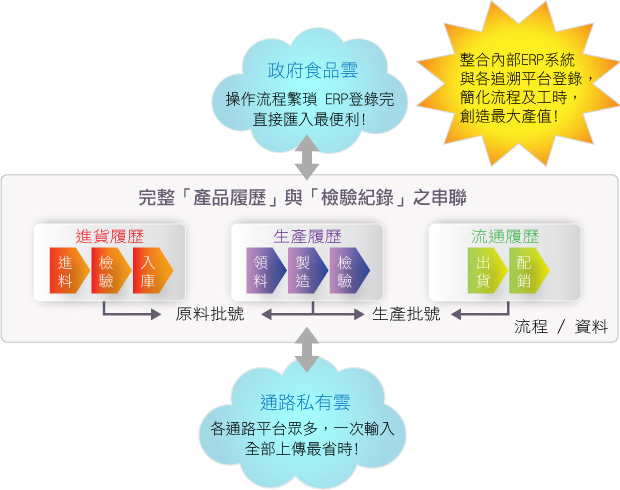 政府食品雲
操作流程繁瑣 ERP登錄完
直接匯入最便利!
整合內部ERP系統
與各追溯平台登錄，
簡化流程及工時，
創造最大產值!
完整「產品履歷」與「檢驗紀錄」之串聯
進貨履歷
進料
檢驗
入庫
生產履歷
領料
製造
檢驗
流通履歷
出貨
配銷
原料批號
生產批號
流程 / 資料
通路私有雲
各通路平台眾多，一次輸入
全部上傳最省時!